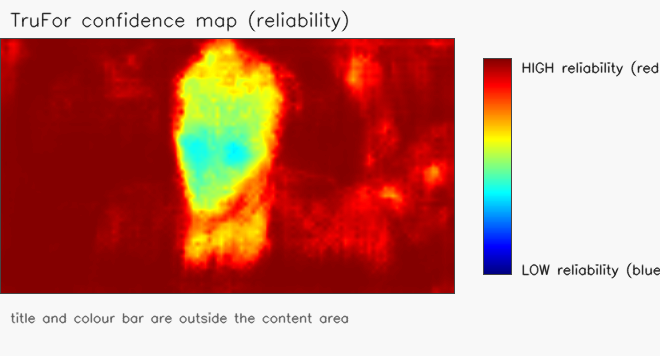 TruFor confidence map (reliability)
HIGH reliability (red
LOW reliability (blue
title and colour bar are outside the content area